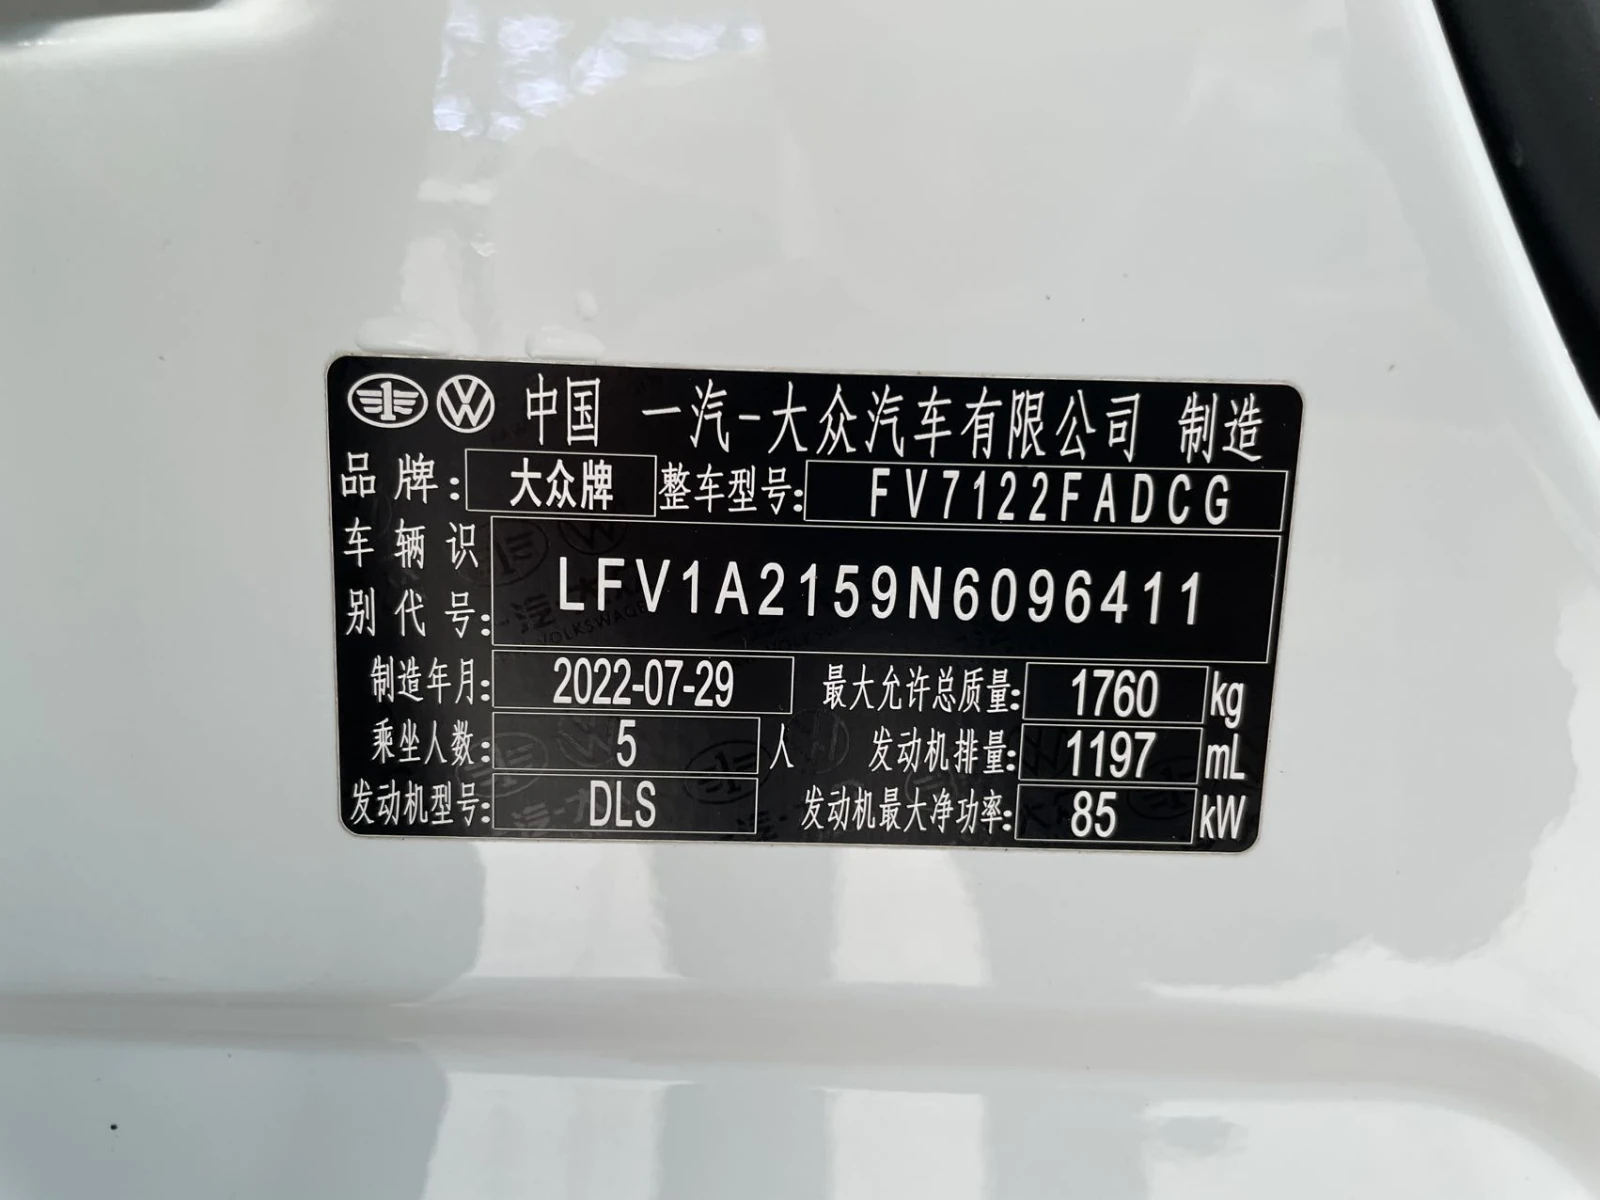 中国 一汽-大众汽车有限公司 制造
品牌: 大众牌 整车型号: FV7122FADCG
车辆识别代号: LFV1A2159N6096411
制造年月: 2022-07-29 最大允许总质量: 1760 kg
乘坐人数: 5 人 发动机排量: 1197 mL
发动机型号: DLS 发动机最大净功率: 85 kW